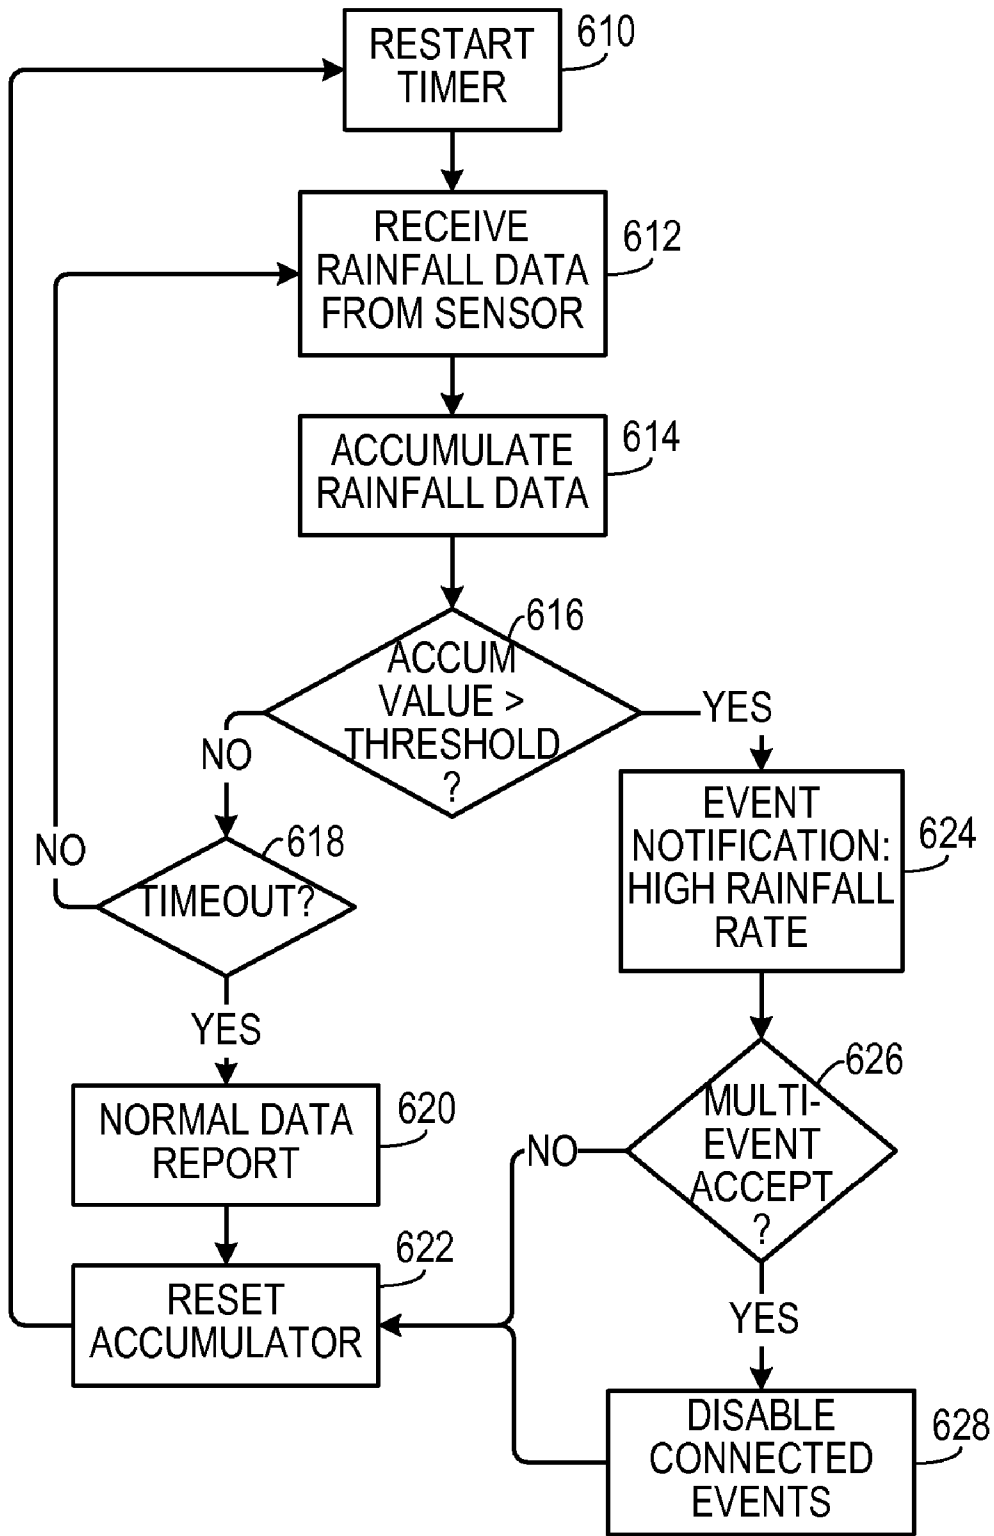 RESTART
TIMER
610
RECEIVE
RAINFALL DATA
FROM SENSOR
612
ACCUMULATE
RAINFALL DATA
614
616
ACCUM
VALUE >
THRESHOLD
?
NO
YES
618
TIMEOUT?
NO
YES
EVENT
NOTIFICATION:
HIGH RAINFALL
RATE
624
NORMAL DATA
REPORT
620
626
MULTI-
EVENT
ACCEPT
?
NO
YES
RESET
ACCUMULATOR
622
DISABLE
CONNECTED
EVENTS
628